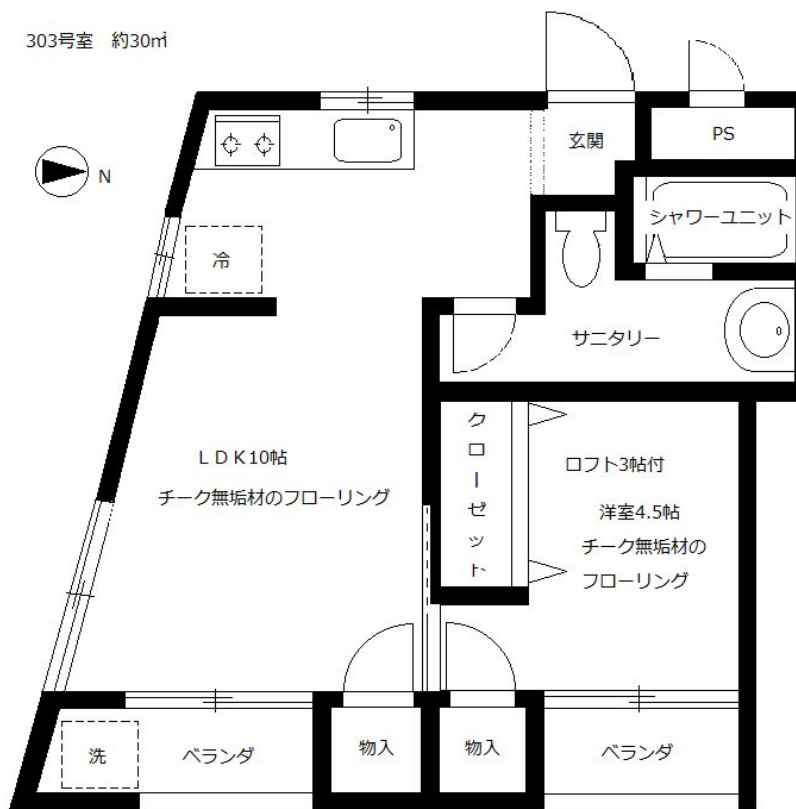 303号室 約30㎡
N
玄関
PS
シャワーユニット
冷
サニタリー
LDK10帖
チーク無垢材のフローリング
クローゼット
ロフト3帖付
洋室4.5帖
チーク無垢材の
フローリング
洗
ベランダ
物入
物入
ベランダ